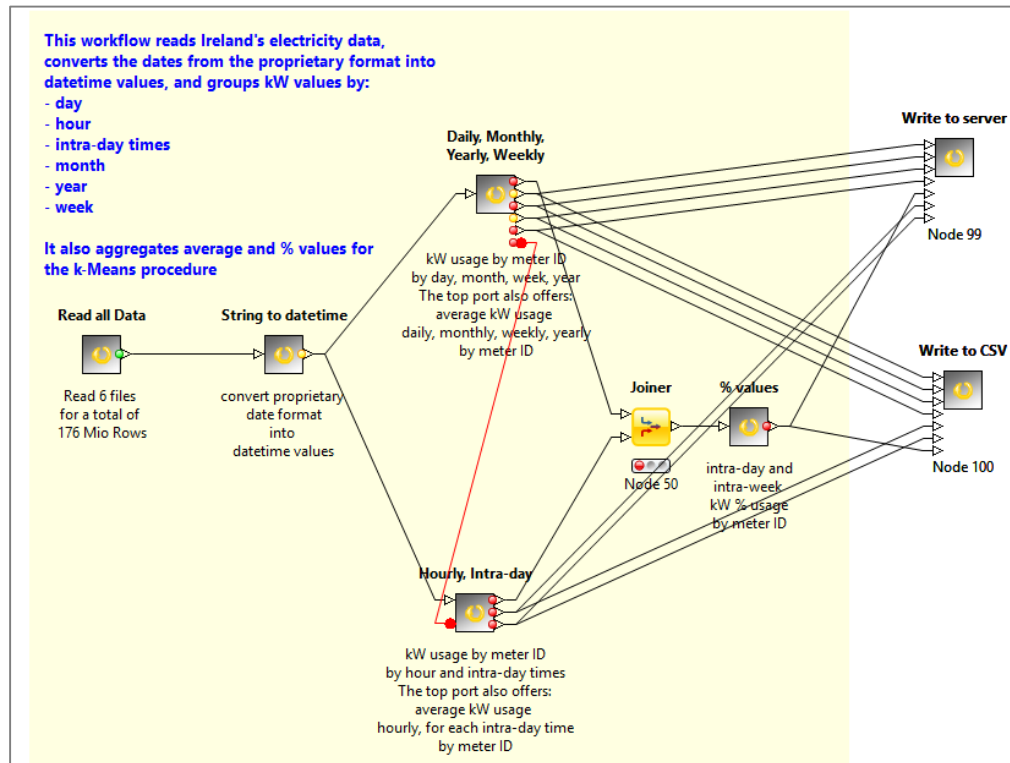 This workflow reads Ireland's electricity data,
converts the dates from the proprietary format into
datetime values, and groups kW values by:
- day
- hour
- intra-day times
- month
- year
- week
It also aggregates average and % values for
the k-Means procedure
Read all Data
Read 6 files
for a total of
176 Mio Rows
String to datetime
convert proprietary
date format
into
datetime values
Daily, Monthly,
Yearly, Weekly
kW usage by meter ID
by day, month, week, year
The top port also offers:
average kW usage
daily, monthly, weekly, yearly
by meter ID
Hourly, Intra-day
kW usage by meter ID
by hour and intra-day times
The top port also offers:
average kW usage
hourly, for each intra-day time
by meter ID
Joiner
Node 50
% values
intra-day and
intra-week
kW % usage
by meter ID
Write to server
Node 99
Write to CSV
Node 100